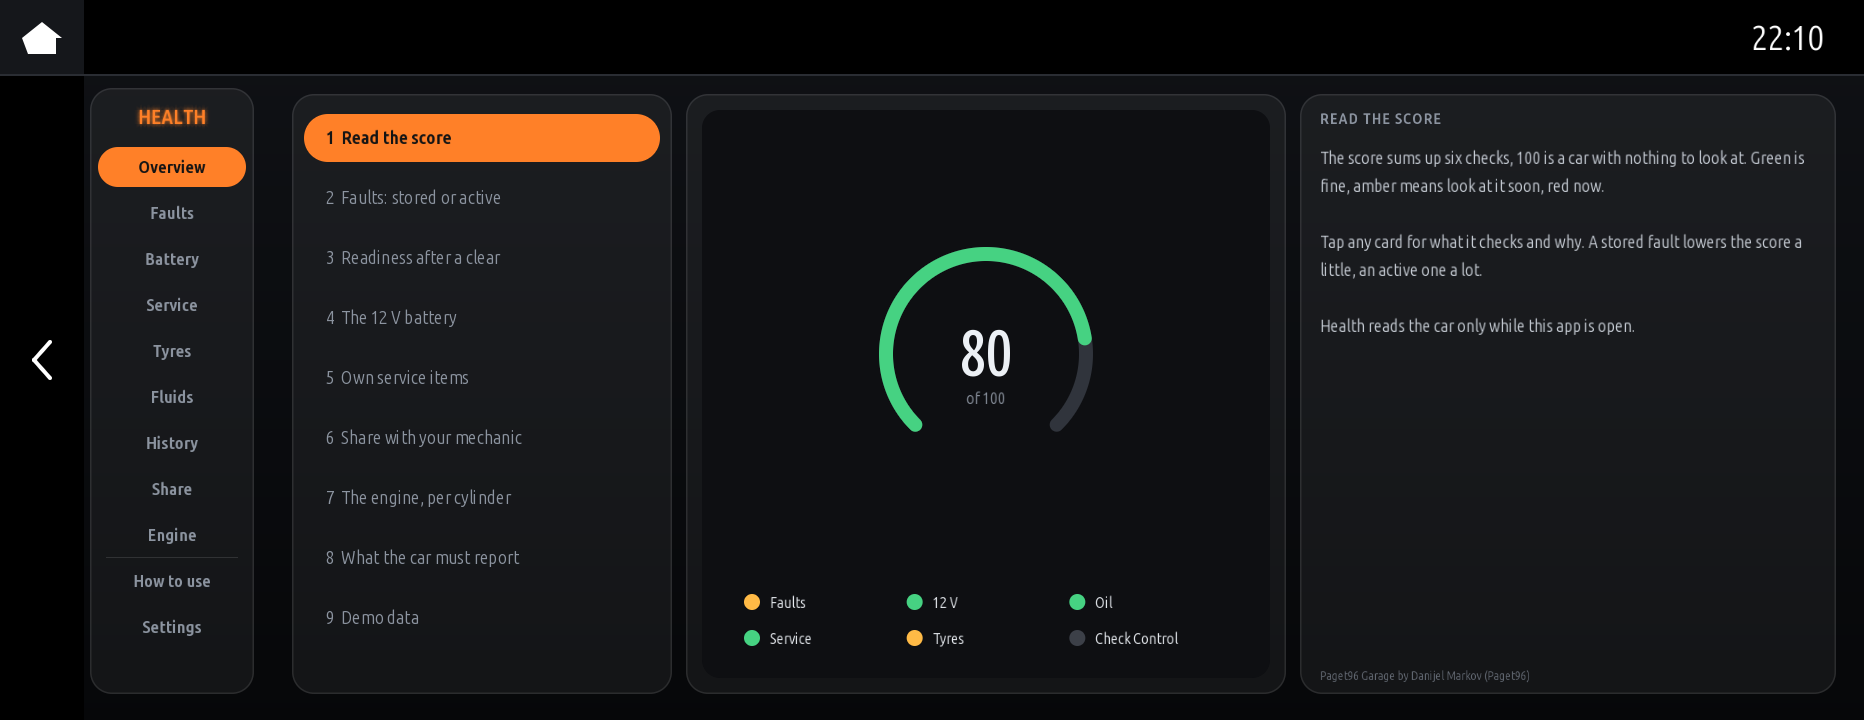 22:10
HEALTH
Overview
Faults
Battery
Service
Tyres
Fluids
History
Share
Engine
How to use
Settings
1 Read the score
2 Faults: stored or active
3 Readiness after a clear
4 The 12 V battery
5 Own service items
6 Share with your mechanic
7 The engine, per cylinder
8 What the car must report
9 Demo data
80
of 100
Faults
12 V
Oil
Service
Tyres
Check Control
READ THE SCORE
The score sums up six checks, 100 is a car with nothing to look at. Green is
fine, amber means look at it soon, red now.
Tap any card for what it checks and why. A stored fault lowers the score a
little, an active one a lot.
Health reads the car only while this app is open.
Paget96 Garage by Danijel Markov (Paget96)